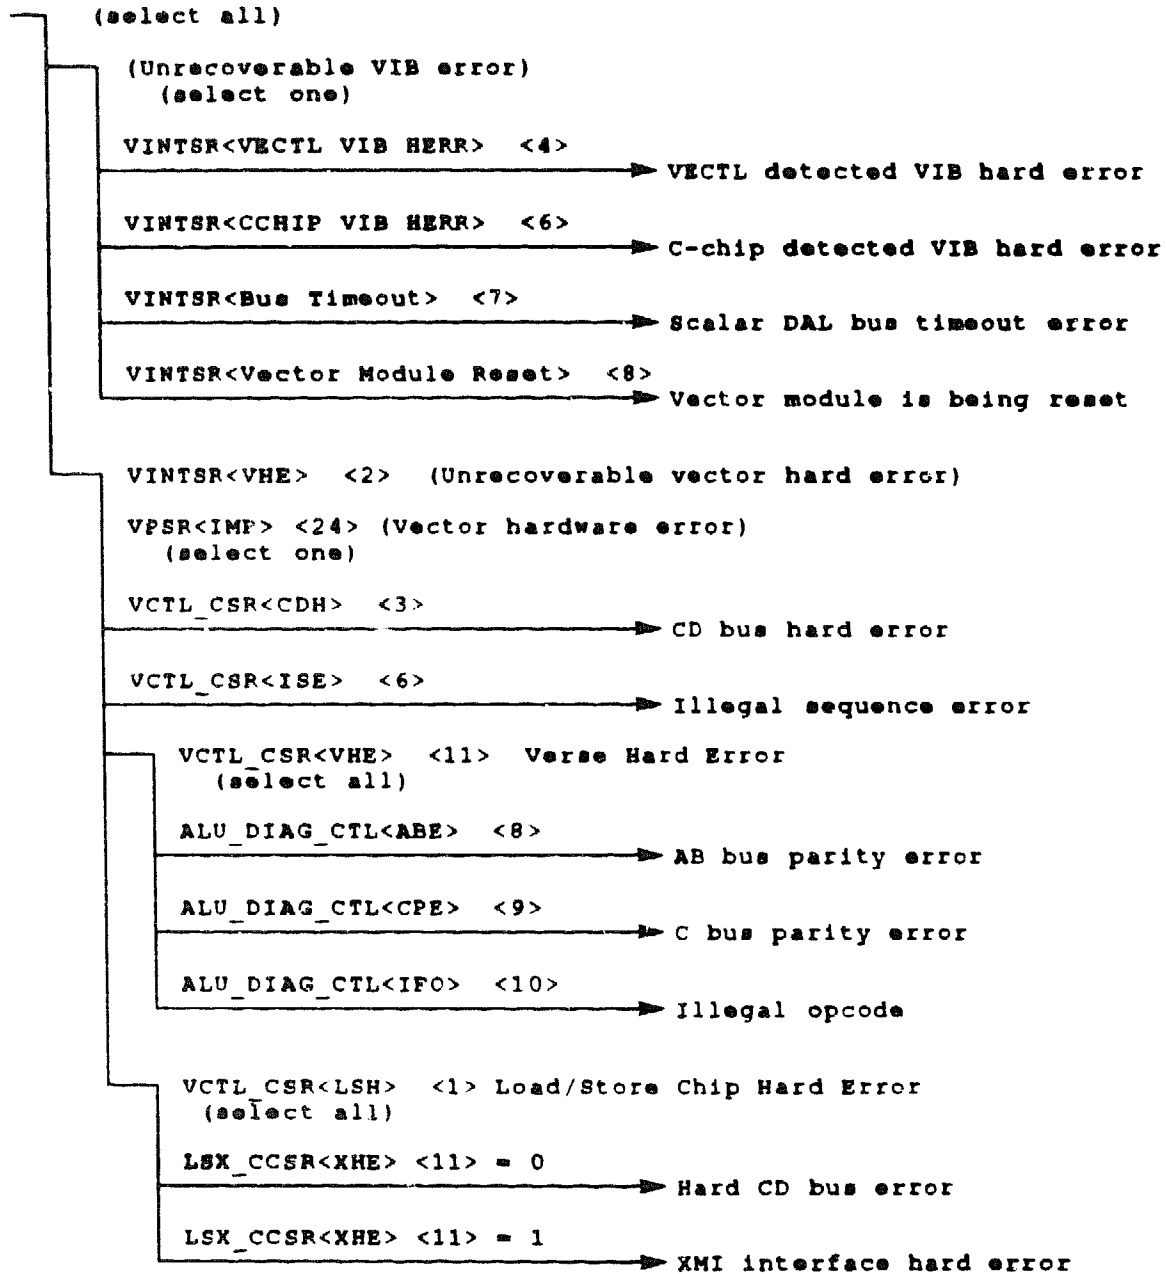 (select all)
(Unrecoverable VIB error)
(select one)
VINTSR<VECTL VIB HERR> <4>
VECTL detected VIB hard error
VINTSR<CCHIP VIB HERR> <6>
C-chip detected VIB hard error
VINTSR<Bus Timeout> <7>
Scalar DAL bus timeout error
VINTSR<Vector Module Reset> <8>
Vector module is being reset
VINTSR<VHE> <2> (Unrecoverable vector hard error)
VPSR<IMP> <24> (Vector hardware error)
(select one)
VCTL_CSR<CDH> <3>
CD bus hard error
VCTL_CSR<ISE> <6>
Illegal sequence error
VCTL_CSR<VHE> <11> Verse Hard Error
(select all)
ALU_DIAG_CTL<ABE> <8>
AB bus parity error
ALU_DIAG_CTL<CPE> <9>
C bus parity error
ALU_DIAG_CTL<IFO> <10>
Illegal opcode
VCTL_CSR<LSH> <1> Load/Store Chip Hard Error
(select all)
LSX_CCSR<XHE> <11> = 0
Hard CD bus error
LSX_CCSR<XHE> <11> = 1
XMI interface hard error